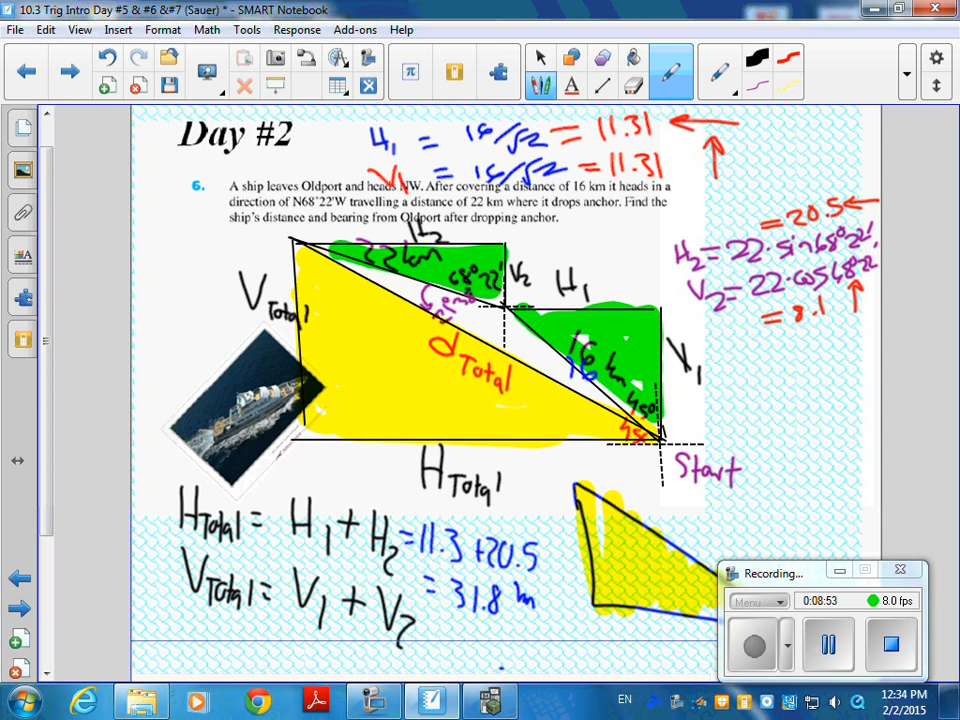 10.3 Trig Intro Day #5 & #6 &#7 (Sauer) * - SMART Notebook
File Edit View Insert Format Math Tools Response Add-ons Help
Day #2
H1 = 16/√2 = 11.31
V1 = 16/√2 = 11.31
6. A ship leaves Oldport and heads NW. After covering a distance of 16 km it heads in a
direction of N68°22'W travelling a distance of 22 km where it drops anchor. Find the
ship's distance and bearing from Oldport after dropping anchor.
= 20.5
H2 = 22·sin68°22'
V2 = 22·cos68°22'
= 8.1
H2
22km
68°22'
V2
H1
VTotal
dTotal
16 km
16
V1
45°
45
Start
HTotal
HTotal = H1 + H2 = 11.3 + 20.5
= 31.8 km
VTotal = V1 + V2
Recording...
Menu
0:08:53
8.0 fps
EN
12:34 PM
2/2/2015